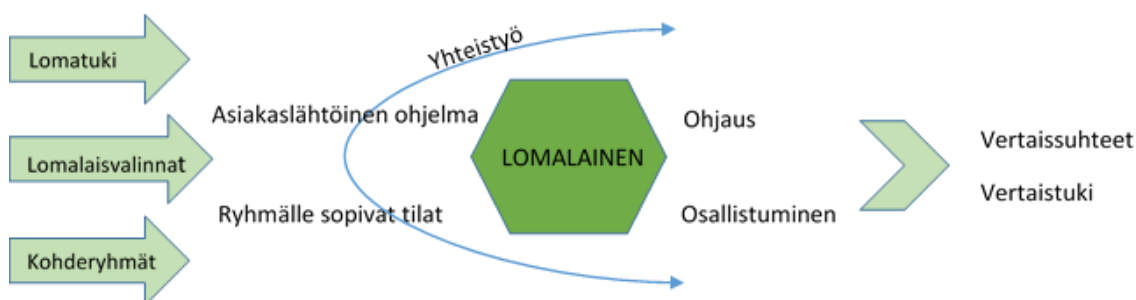 Lomatuki
Yhteistyö
Asiakaslähtöinen ohjelma
Ohjaus
Lomalaisvalinnat
LOMALAINEN
Vertaissuhteet
Vertaistuki
Ryhmälle sopivat tilat
Osallistuminen
Kohderyhmät